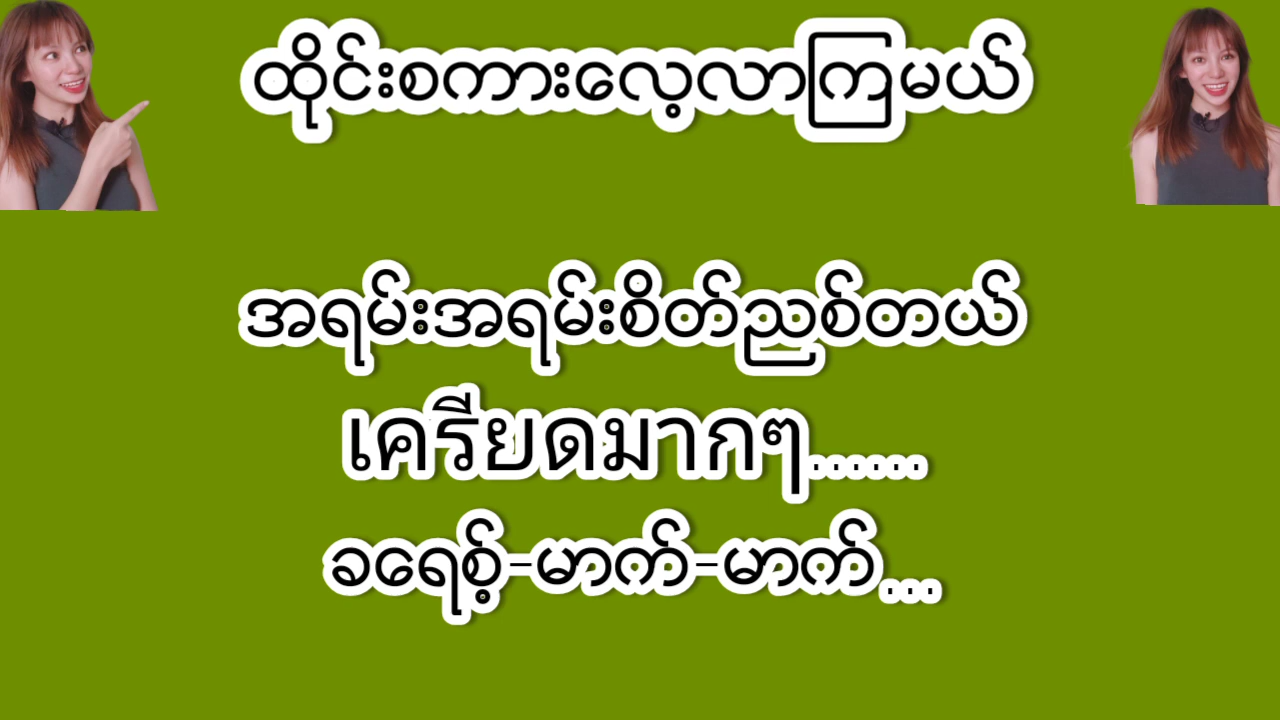 ထိုင်းစကားလေ့လာကြမယ်
အရမ်းအရမ်းစိတ်ညစ်တယ်
เครียดมากๆ......
ခရေစ့်-မာက်-မာက်...